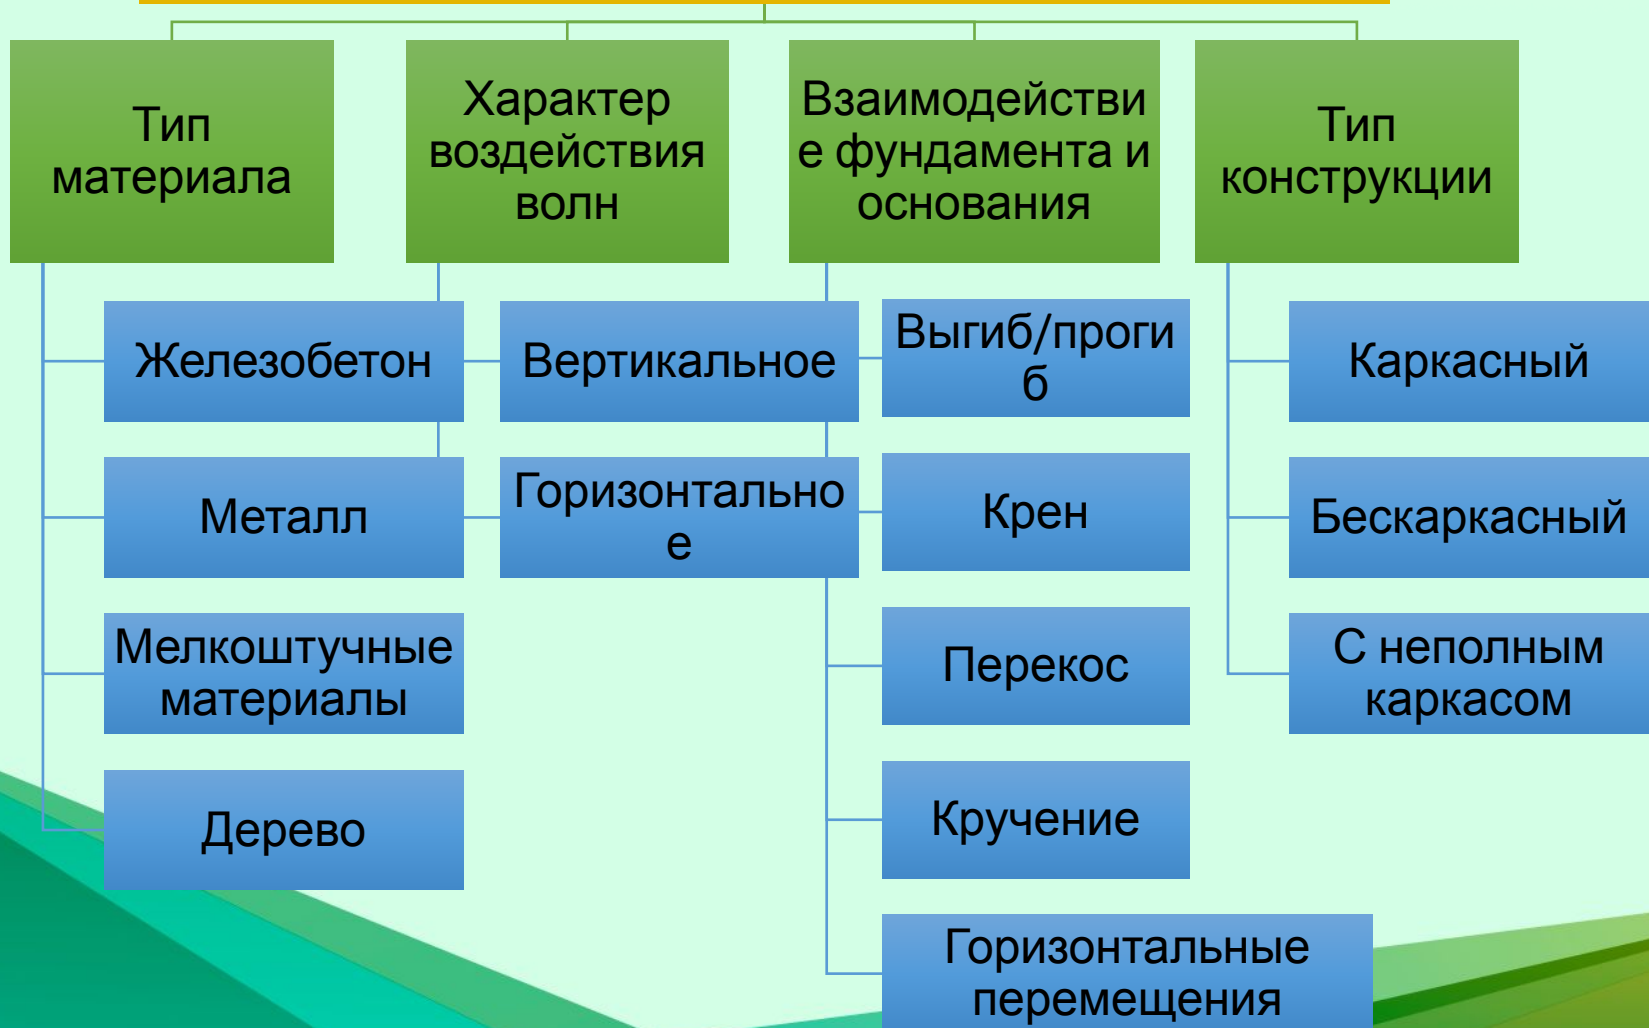 Тип
материала
Характер
воздействия
волн
Взаимодействи
е фундамента и
основания
Тип
конструкции
Железобетон
Металл
Мелкоштучные
материалы
Дерево
Вертикальное
Горизонтально
е
Выгиб/проги
б
Крен
Перекос
Кручение
Горизонтальные
перемещения
Каркасный
Бескаркасный
С неполным
каркасом